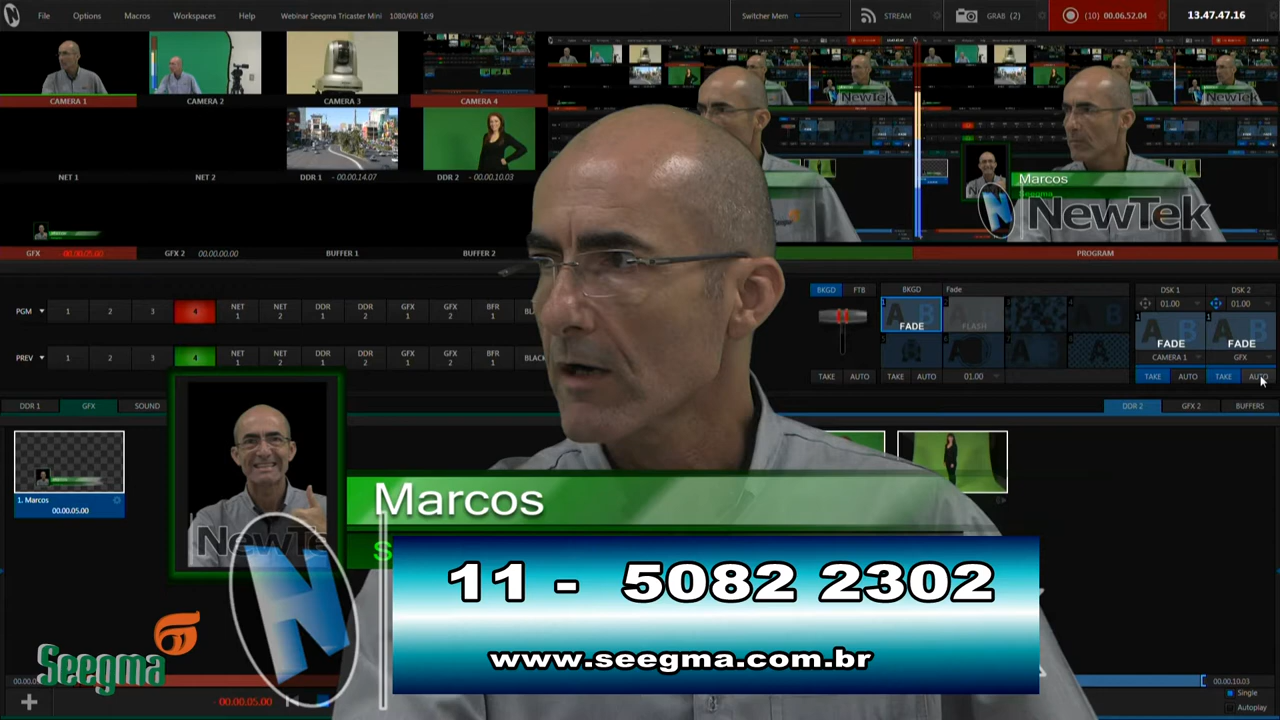 File Options Macros Workspaces Help Webinar Seegma Tricaster Mini 1080/60i 16:9 Switcher Mem STREAM GRAB (2) (10) 00.06.52.04 13.47.47.16
CAMERA 1 CAMERA 2 CAMERA 3 CAMERA 4
NET 1 NET 2 DDR 1 - 00.00.14.07 DDR 2 - 00.00.10.03
Marcos
Seegma
NewTek
NewTek
GFX 00.00.05.00 GFX 2 00.00.00.00 BUFFER 1 BUFFER 2 PROGRAM
BKGD FTB BKGD Fade DSK 1 DSK 2
01.00 01.00
PGM 1 2 3 4 NET 1 NET 2 DDR 1 DDR 2 GFX 1 GFX 2 BFR 1
FADE FLASH FADE FADE
PREV 1 2 3 4 NET 1 NET 2 DDR 1 DDR 2 GFX 1 GFX 2 BFR 1 BLACK
CAMERA 1 GFX
TAKE AUTO TAKE AUTO 01.00 TAKE AUTO TAKE AUTO
DDR 1 GFX SOUND DDR 2 GFX 2 BUFFERS
1. Marcos
00.00.05.00
Marcos
NewTe
N
11 - 5082 2302
www.seegma.com.br
Seegma
00.00.10.03
- 00.00.05.00
Single
Autoplay